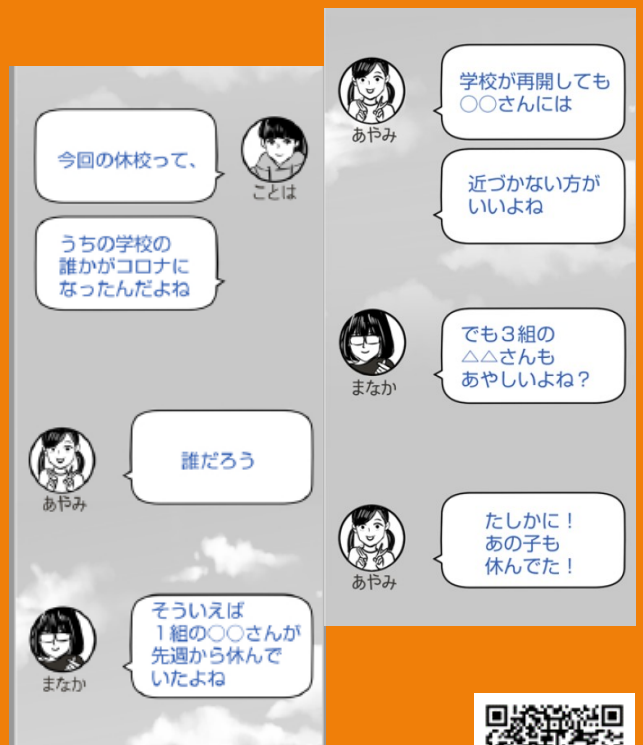 今回の休校って、
ことは
うちの学校の
誰かがコロナに
なったんだよね
誰だろう
あやみ
そういえば
１組の○○さんが
先週から休んで
いたよね
まなか
学校が再開しても
○○さんには
あやみ
近づかない方が
いいよね
でも３組の
△△さんも
あやしいよね？
まなか
たしかに！
あの子も
休んでた！
あやみ